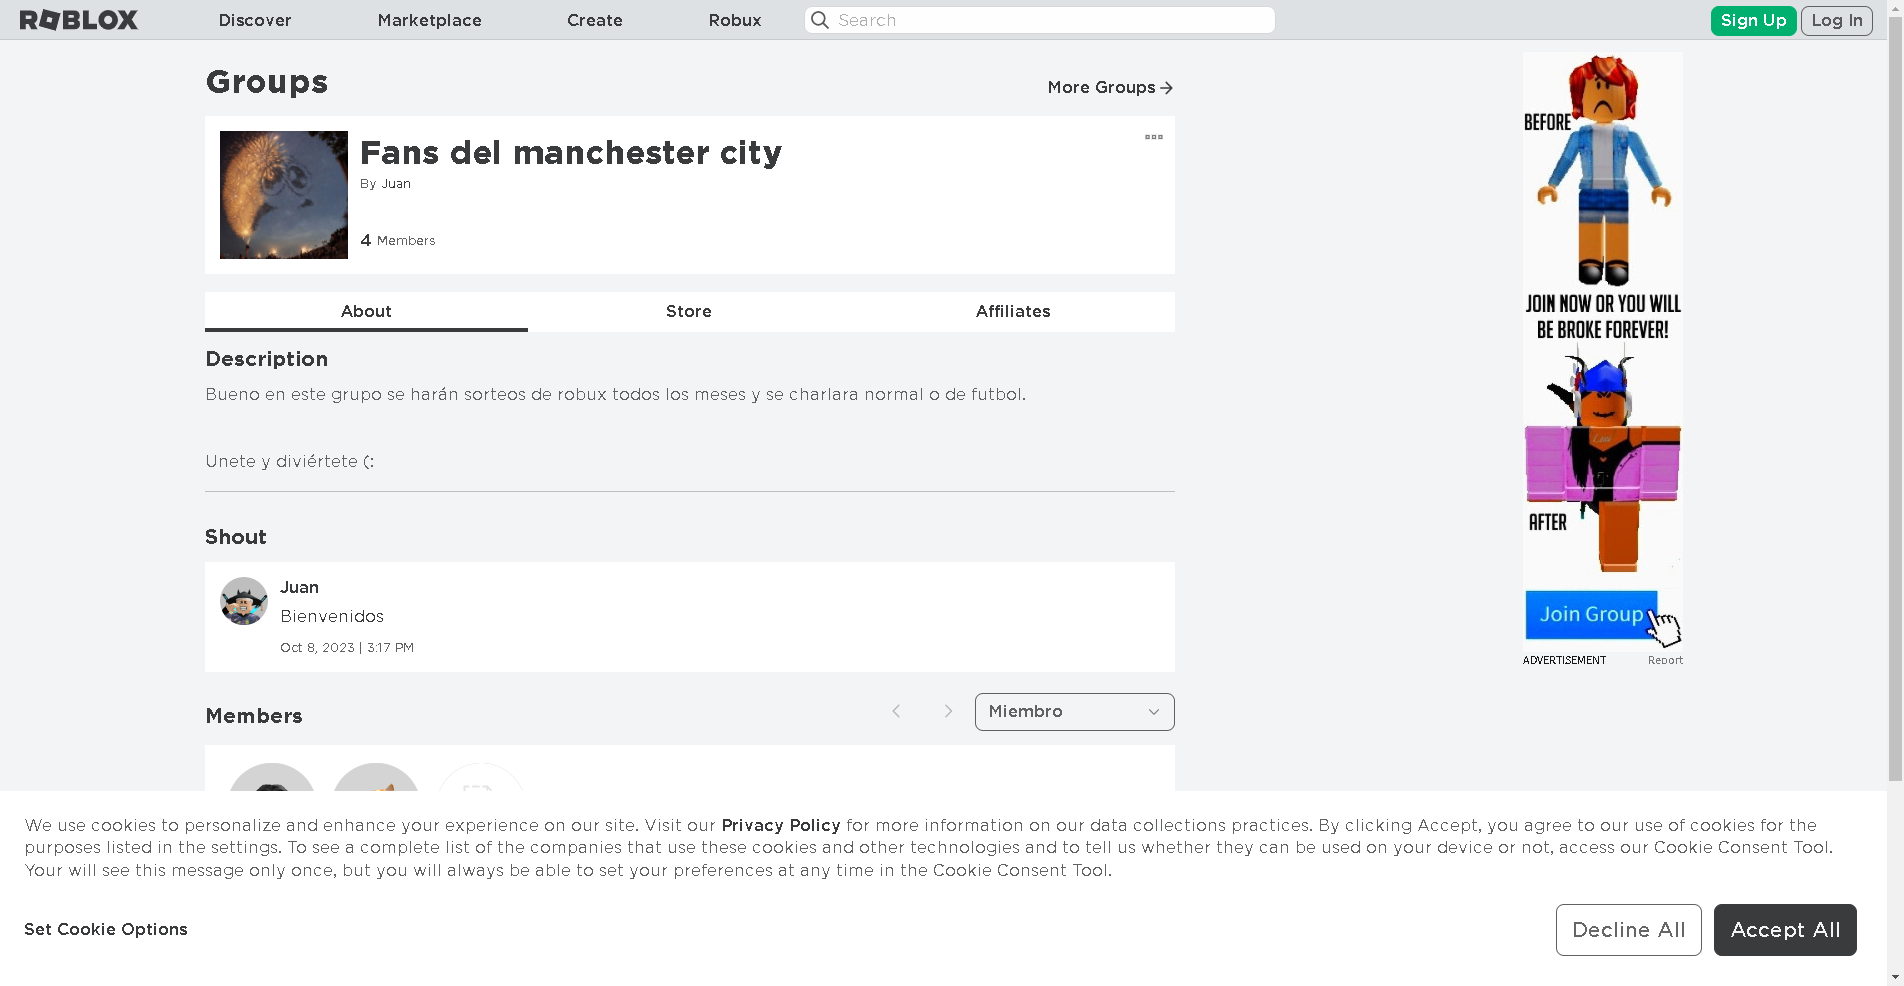 ROBLOX Discover Marketplace Create Robux Search Sign Up Log In
Groups
More Groups
Fans del manchester city
By Juan
4 Members
About Store Affiliates
Description
Bueno en este grupo se harán sorteos de robux todos los meses y se charlara normal o de futbol.
Unete y diviértete (:
Shout
Juan
Bienvenidos
Oct 8, 2023 | 3:17 PM
Members
Miembro
BEFORE
JOIN NOW OR YOU WILL
BE BROKE FOREVER!
AFTER
Join Group
ADVERTISEMENT Report
We use cookies to personalize and enhance your experience on our site. Visit our Privacy Policy for more information on our data collections practices. By clicking Accept, you agree to our use of cookies for the
purposes listed in the settings. To see a complete list of the companies that use these cookies and other technologies and to tell us whether they can be used on your device or not, access our Cookie Consent Tool.
Your will see this message only once, but you will always be able to set your preferences at any time in the Cookie Consent Tool.
Set Cookie Options
Decline All
Accept All